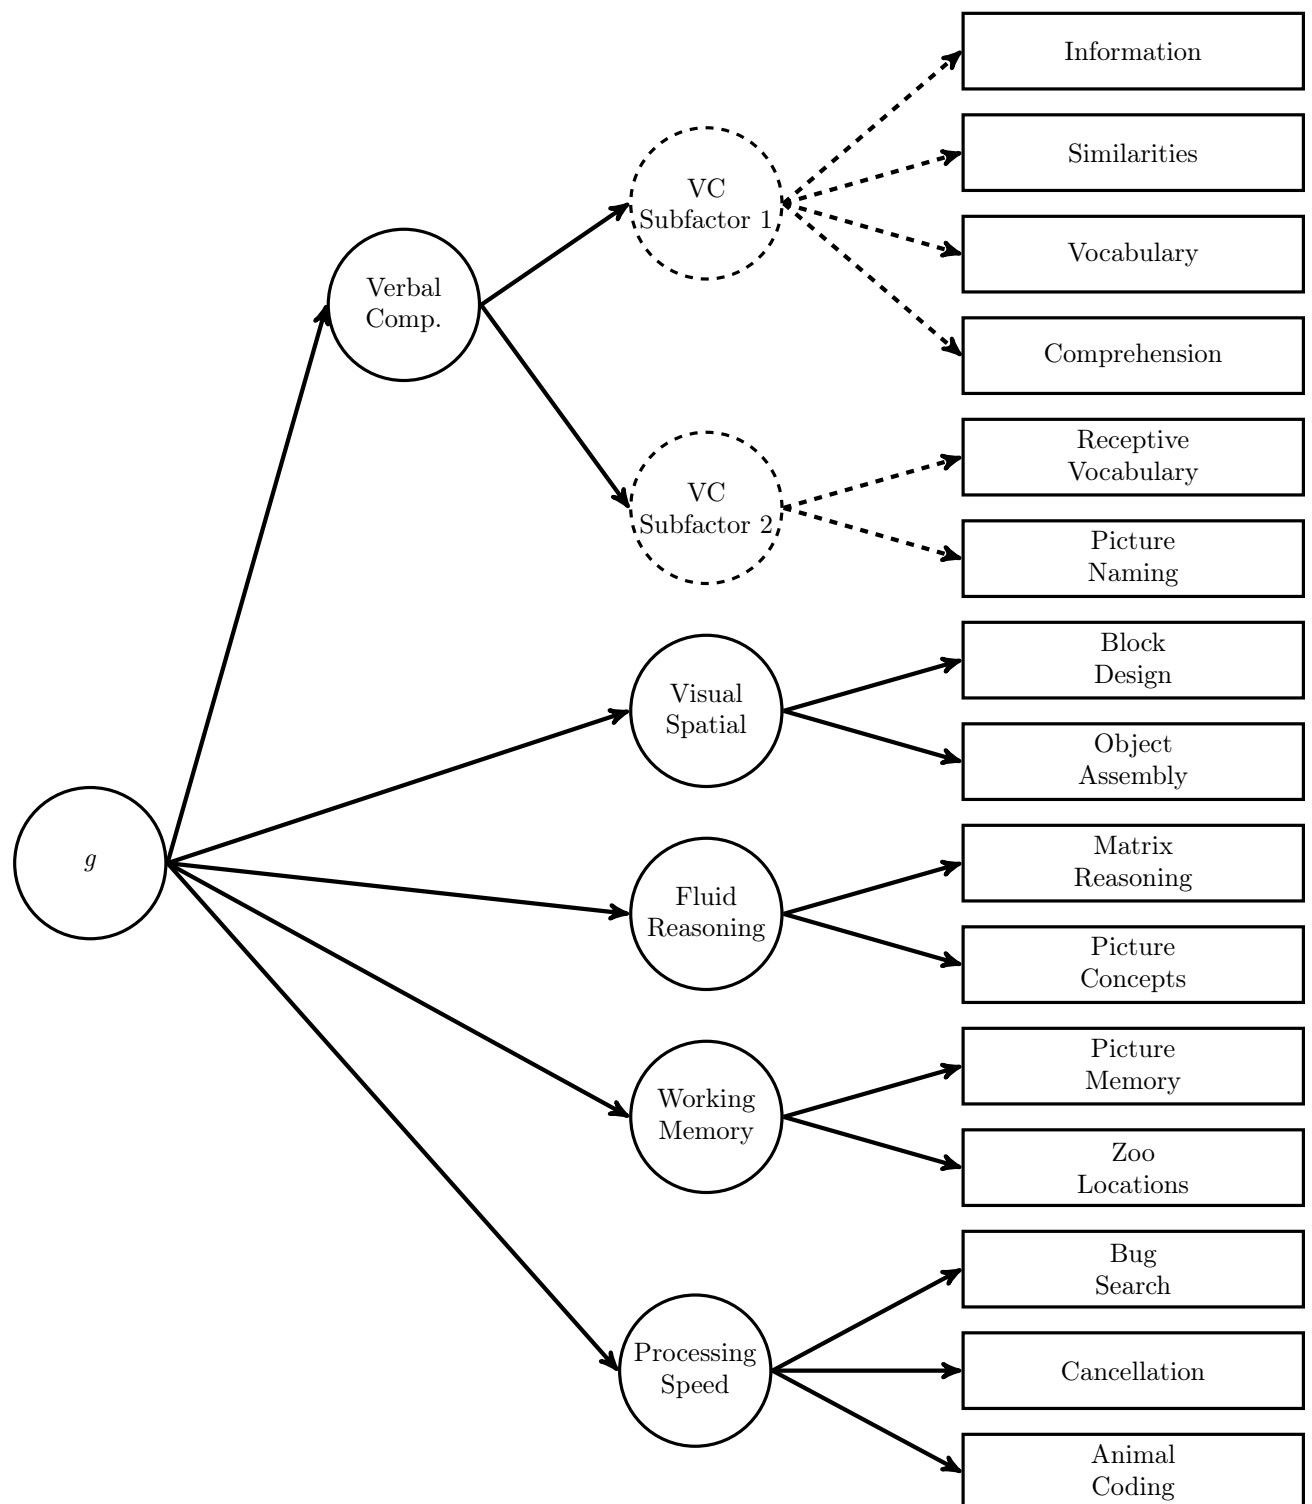 Information
Similarities
Vocabulary
Comprehension
Receptive
Vocabulary
Picture
Naming
Block
Design
Object
Assembly
Matrix
Reasoning
Picture
Concepts
Picture
Memory
Zoo
Locations
Bug
Search
Cancellation
Animal
Coding
VC
Subfactor 1
VC
Subfactor 2
Visual
Spatial
Fluid
Reasoning
Working
Memory
Processing
Speed
Verbal
Comp.
g